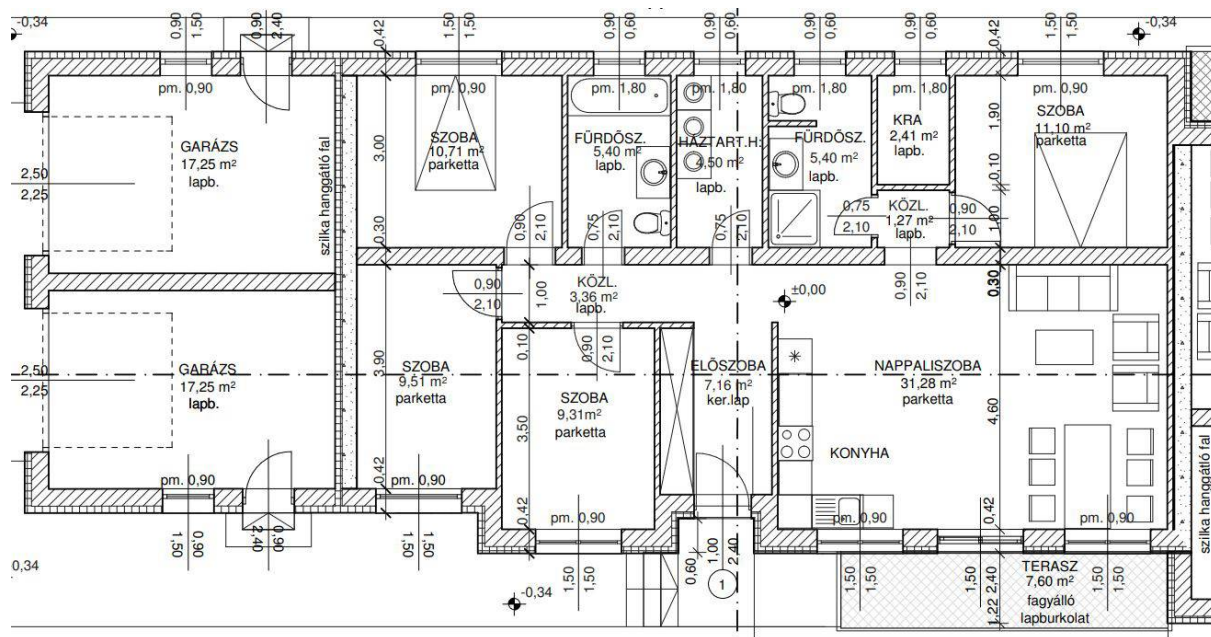 -0,34
0,90
1,50
0,90
2,40
0,42
1,50
1,50
0,90
0,60
0,90
0,60
0,90
0,60
0,90
0,60
0,42
1,50
1,50
-0,34
pm. 0,90
pm. 0,90
pm. 1,80
pm. 1,80
pm. 1,80
pm. 1,80
pm. 0,90
GARÁZS
17,25 m²
lapb.
2,50
2,25
szilka hanggátló fal
3,00
SZOBA
10,71 m²
parketta
FÜRDŐSZ.
5,40 m²
lapb.
HÁZTART.H:
4,50 m²
lapb.
FÜRDŐSZ.
5,40 m²
lapb.
KRA
2,41 m²
lapb.
1,90
SZOBA
11,10 m²
parketta
0,10
KÖZL.
1,27 m²
lapb.
0,75
2,10
0,90
2,10
1,00
0,30
0,90
2,10
0,75
2,10
0,75
2,10
0,90
2,10
0,30
0,90
2,10
1,00
KÖZL.
3,36 m²
lapb.
±0,00
0,10
0,90
2,10
GARÁZS
17,25 m²
lapb.
2,50
2,25
3,90
SZOBA
9,51 m²
parketta
SZOBA
9,31m²
parketta
3,50
ELŐSZOBA
7,16 m²
ker.lap
NAPPALISZOBA
31,28 m²
parketta
4,60
KONYHA
szilka hanggátló fal
pm. 0,90
0,42
pm. 0,90
0,42
pm. 0,90
pm. 0,90
0,42
pm. 0,90
1,50
0,90
2,40
0,90
1,50
1,50
1,50
1,50
0,60
1,00
2,40
1
1,50
1,50
1,50
2,40
1,22
1,50
1,50
TERASZ
7,60 m²
fagyálló
lapburkolat
0,34
-0,34